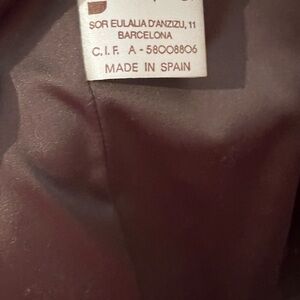 SOR EULALIA D'ANZIZU, 11
BARCELONA
C.I.F. A - 58008806
MADE IN SPAIN